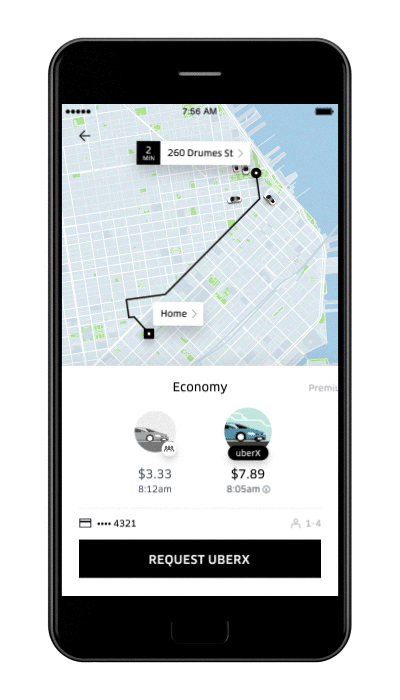 7:56 AM
2
MIN
260 Drumes St
Home
Economy
Premiu
uberX
$3.33
$7.89
8:12am
8:05am
•••• 4321
1-4
REQUEST UBERX